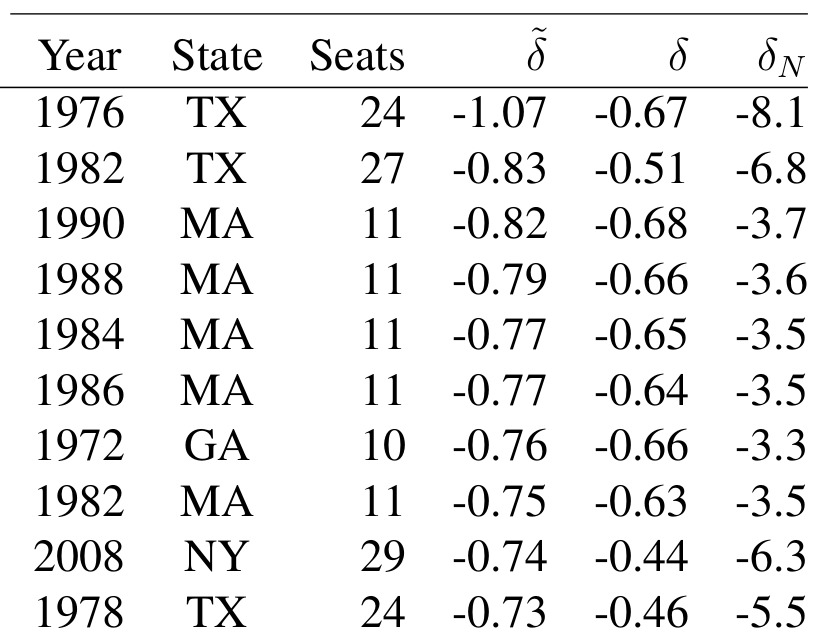 Year State Seats δ̃ δ δN
1976 TX 24 -1.07 -0.67 -8.1
1982 TX 27 -0.83 -0.51 -6.8
1990 MA 11 -0.82 -0.68 -3.7
1988 MA 11 -0.79 -0.66 -3.6
1984 MA 11 -0.77 -0.65 -3.5
1986 MA 11 -0.77 -0.64 -3.5
1972 GA 10 -0.76 -0.66 -3.3
1982 MA 11 -0.75 -0.63 -3.5
2008 NY 29 -0.74 -0.44 -6.3
1978 TX 24 -0.73 -0.46 -5.5